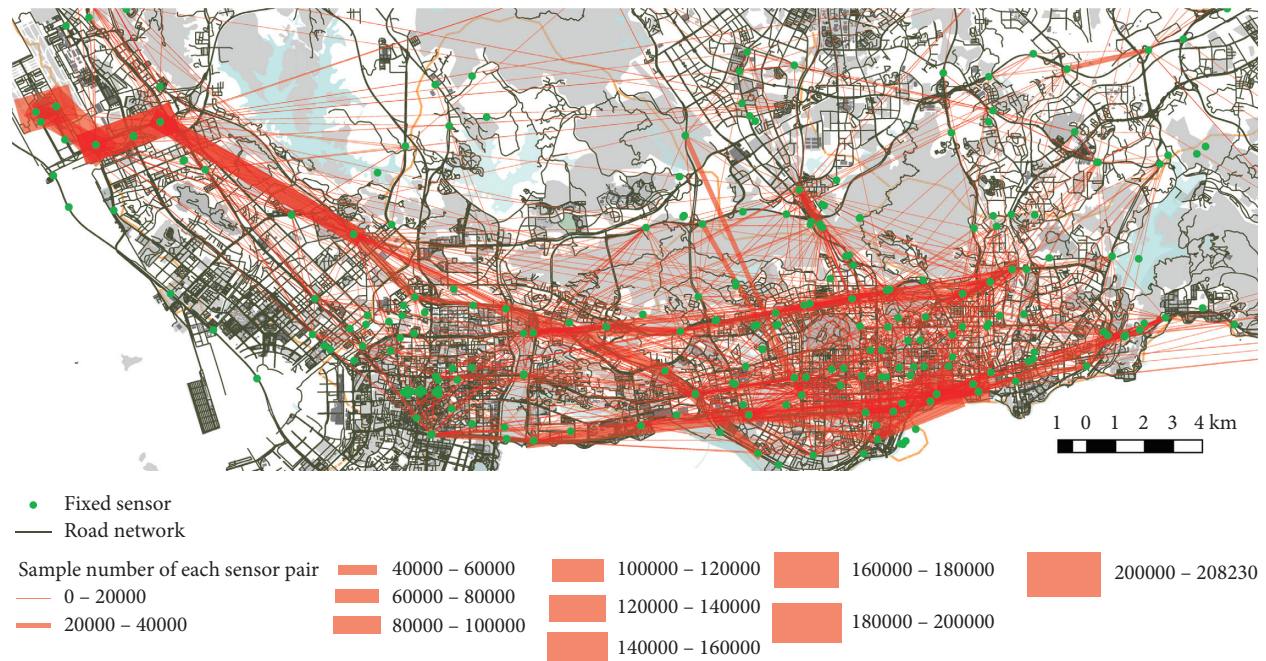 1 0 1 2 3 4 km
Fixed sensor
Road network
Sample number of each sensor pair
0 – 20000
20000 – 40000
40000 – 60000
60000 – 80000
80000 – 100000
100000 – 120000
120000 – 140000
140000 – 160000
160000 – 180000
180000 – 200000
200000 – 208230